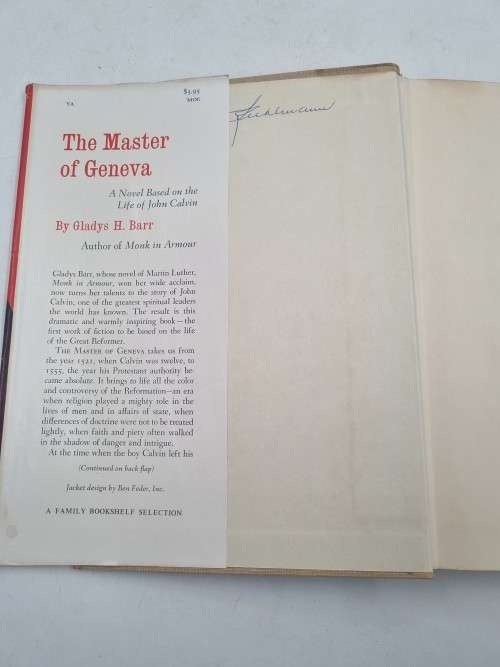 YA
$3.95
MOG
The Master
of Geneva
A Novel Based on the
Life of John Calvin
By Gladys H. Barr
Author of Monk in Armour
Gladys Barr, whose novel of Martin Luther,
Monk in Armour, won her wide acclaim,
now turns her talents to the story of John
Calvin, one of the greatest spiritual leaders
the world has known. The result is this
dramatic and warmly inspiring book—the
first work of fiction to be based on the life
of the Great Reformer.
THE MASTER OF GENEVA takes us from
the year 1521, when Calvin was twelve, to
1555, the year his Protestant authority be-
came absolute. It brings to life all the color
and controversy of the Reformation—an era
when religion played a mighty role in the
lives of men and in affairs of state, when
differences of doctrine were not to be treated
lightly, when faith and piety often walked
in the shadow of danger and intrigue.
At the time when the boy Calvin left his
(Continued on back flap)
Jacket design by Ben Feder, Inc.
A FAMILY BOOKSHELF SELECTION